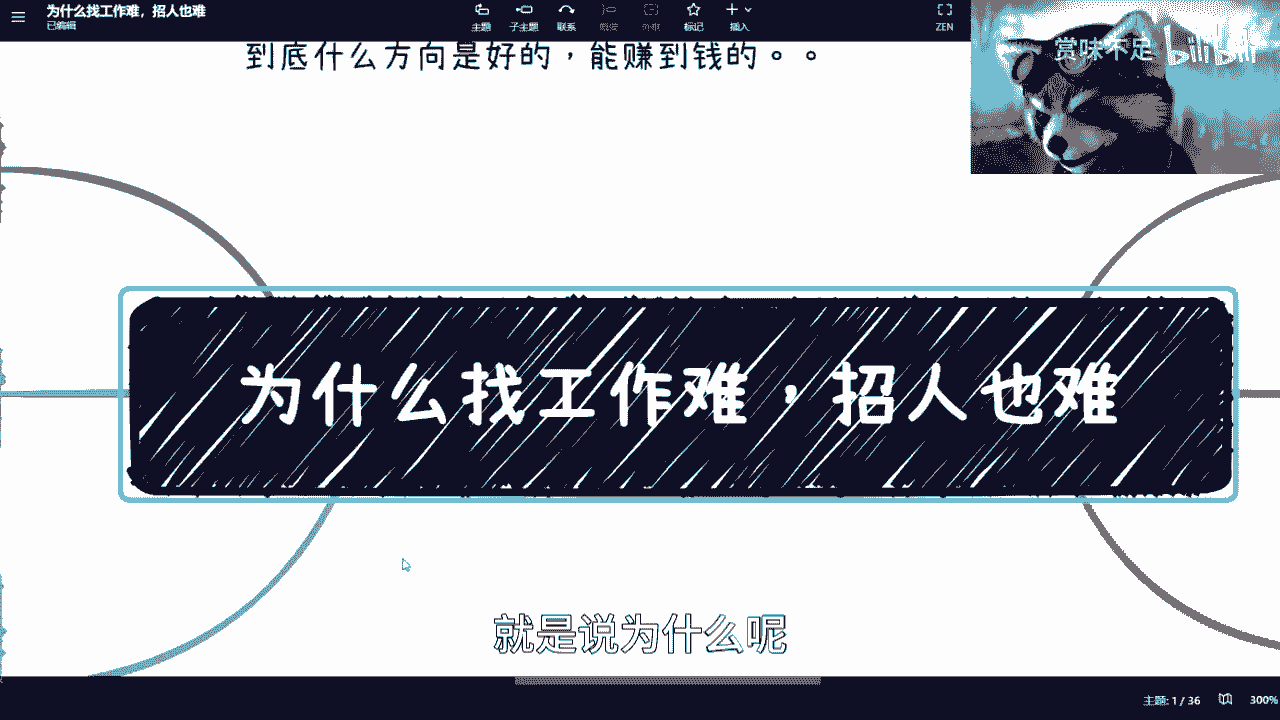 为什么找工作难，招人也难
已编辑
主题
子主题
联系
概要
外框
标记
插入
ZEN
赏味不足 bilibili
到底什么方向是好的，能赚到钱的。。
为什么找工作难，招人也难
就是说为什么呢
主题: 1 / 36
300%